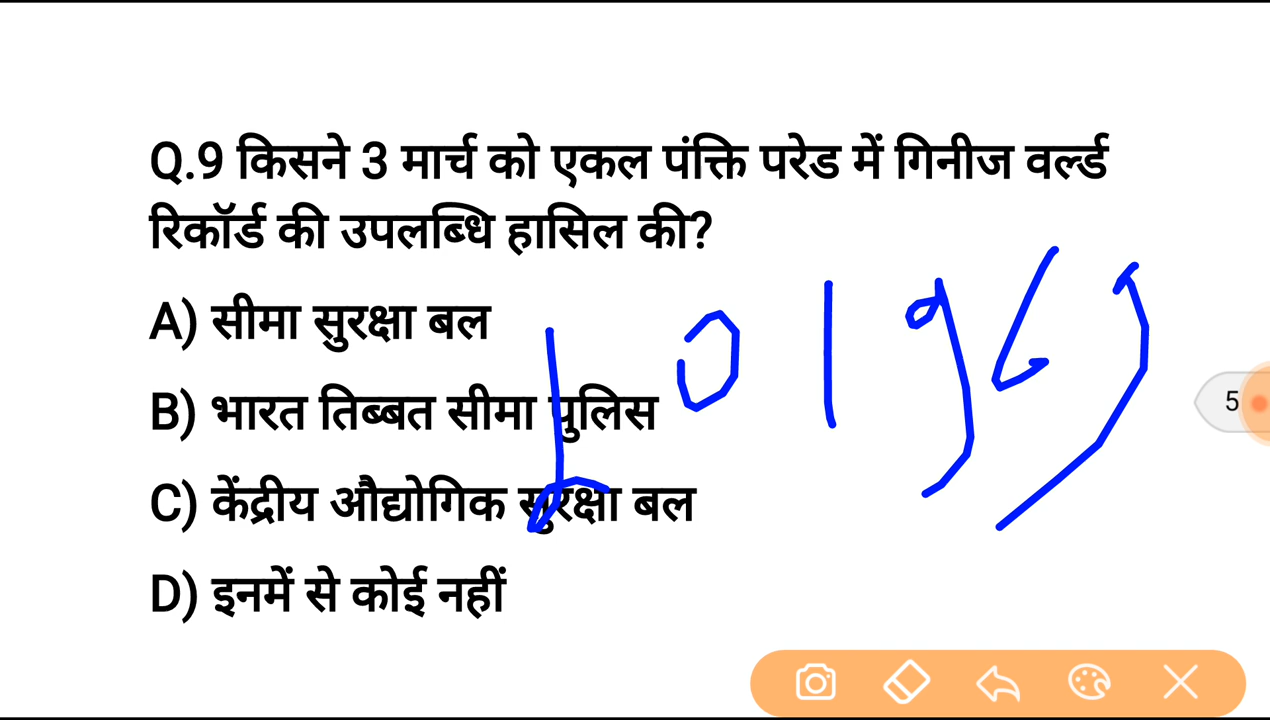 Q.9 किसने 3 मार्च को एकल पंक्ति परेड में गिनीज वर्ल्ड
रिकॉर्ड की उपलब्धि हासिल की?
A) सीमा सुरक्षा बल
B) भारत तिब्बत सीमा पुलिस
C) केंद्रीय औद्योगिक सुरक्षा बल
D) इनमें से कोई नहीं
5